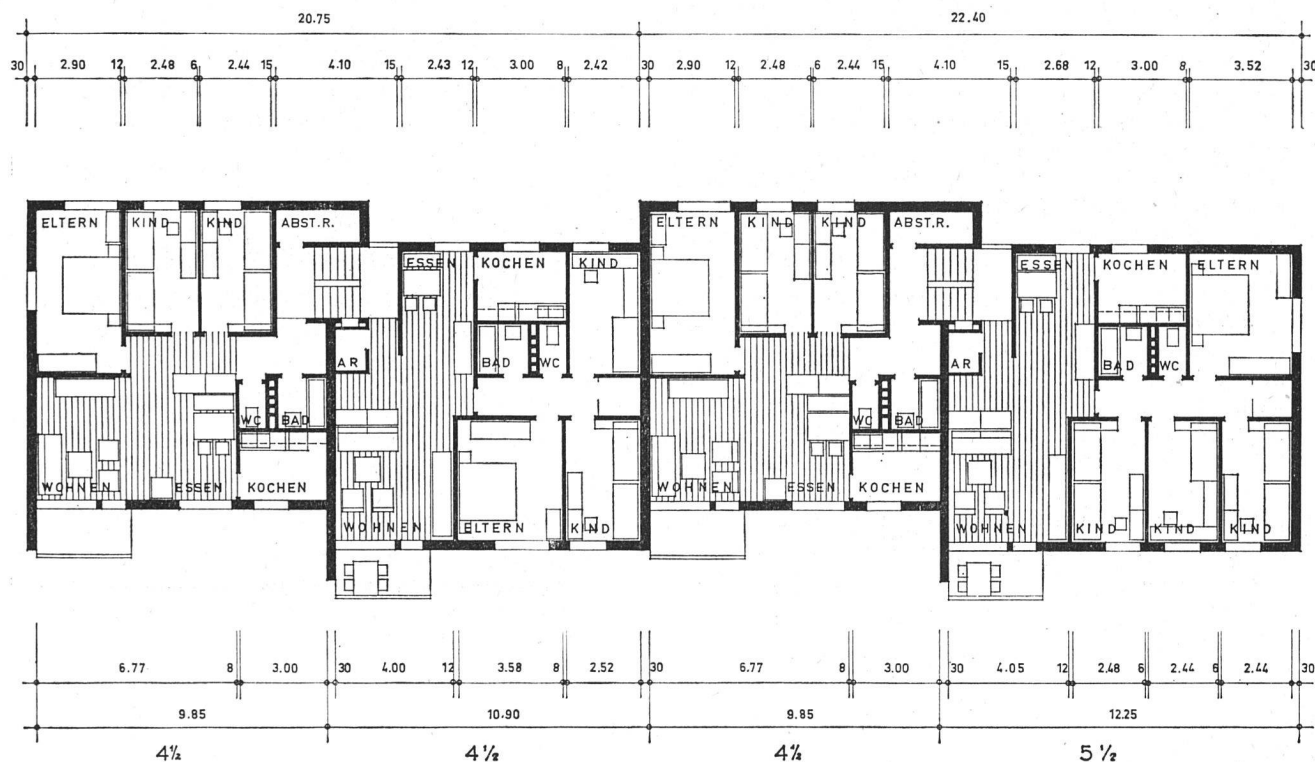 20.75 22.40
30 2.90 12 2.48 6 2.44 15 4.10 15 2.43 12 3.00 8 2.42 30 2.90 12 2.48 6 2.44 15 4.10 15 2.68 12 3.00 8 3.52 30
ELTERN KIND KIND ABST.R. ELTERN KIND KIND ABST.R.
ESSEN KOCHEN KIND ESSEN KOCHEN ELTERN
AR BAD WC AR BAD WC
WC BAD WC BAD
WOHNEN ESSEN KOCHEN WOHNEN ESSEN KOCHEN
WOHNEN ELTERN KIND WOHNEN KIND KIND KIND
6.77 8 3.00 30 4.00 12 3.58 8 2.52 30 6.77 8 3.00 30 4.05 12 2.48 6 2.44 6 2.44 30
9.85 10.90 9.85 12.25
4½ 4½ 4½ 5½